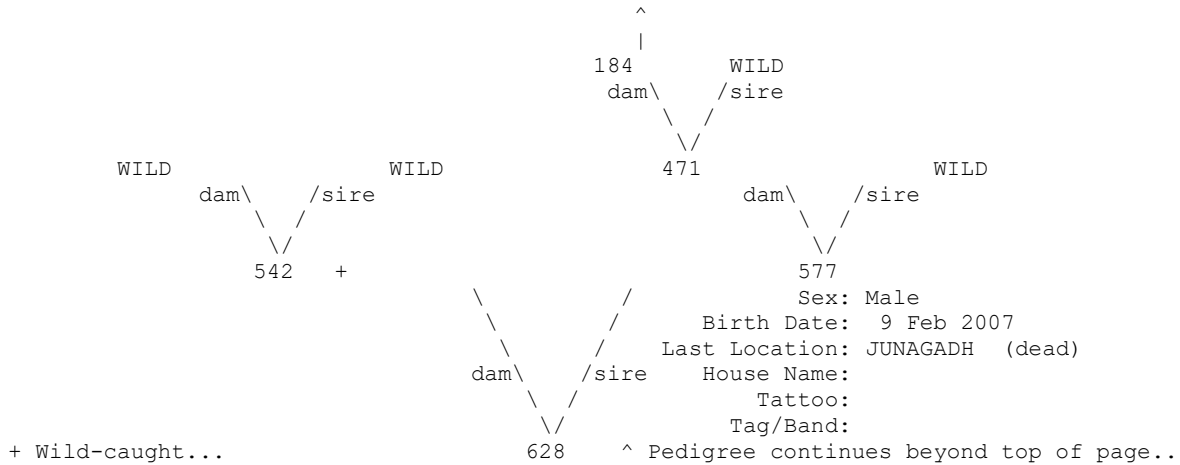 ^
|
184 WILD
dam\ /sire
\ /
\/
WILD WILD 471 WILD
dam\ /sire dam\ /sire
\ / \ /
\/ \/
542 + 577
\ / Sex: Male
\ / Birth Date: 9 Feb 2007
\ / Last Location: JUNAGADH (dead)
dam\ /sire House Name:
\ / Tattoo:
\/ Tag/Band:
+ Wild-caught... 628 ^ Pedigree continues beyond top of page..